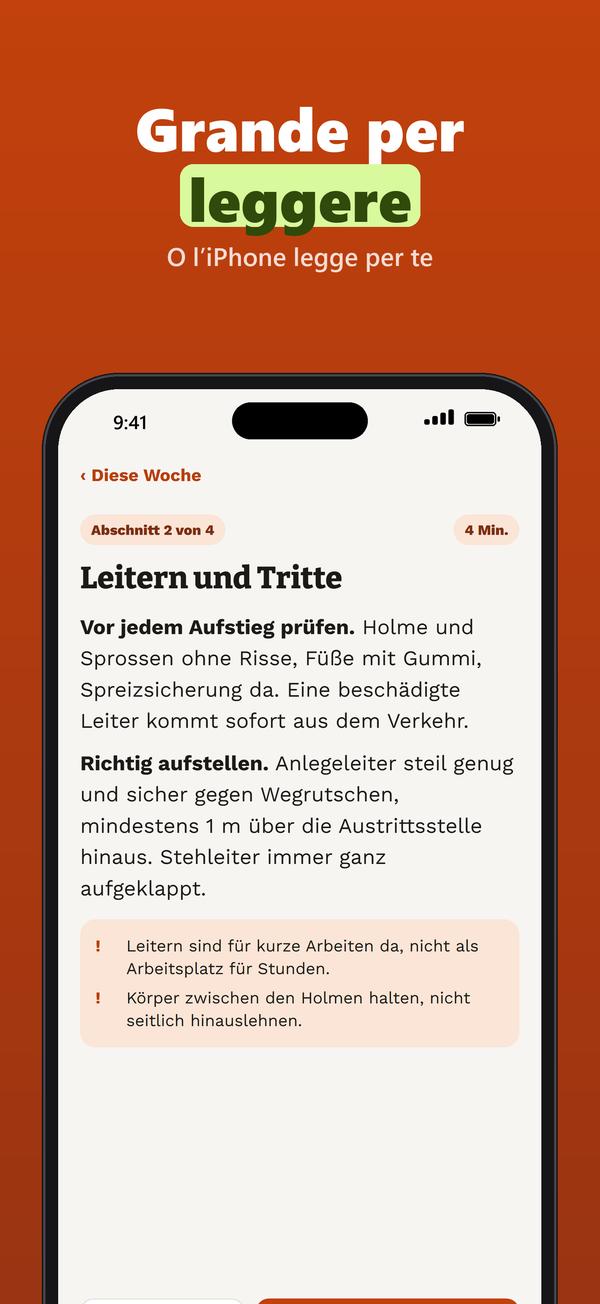 Grande per
leggere
O l’iPhone legge per te
9:41
‹ Diese Woche
Abschnitt 2 von 4
4 Min.
Leitern und Tritte
Vor jedem Aufstieg prüfen. Holme und
Sprossen ohne Risse, Füße mit Gummi,
Spreizsicherung da. Eine beschädigte
Leiter kommt sofort aus dem Verkehr.
Richtig aufstellen. Anlegeleiter steil genug
und sicher gegen Wegrutschen,
mindestens 1 m über die Austrittsstelle
hinaus. Stehleiter immer ganz
aufgeklappt.
! Leitern sind für kurze Arbeiten da, nicht als
Arbeitsplatz für Stunden.
! Körper zwischen den Holmen halten, nicht
seitlich hinauslehnen.